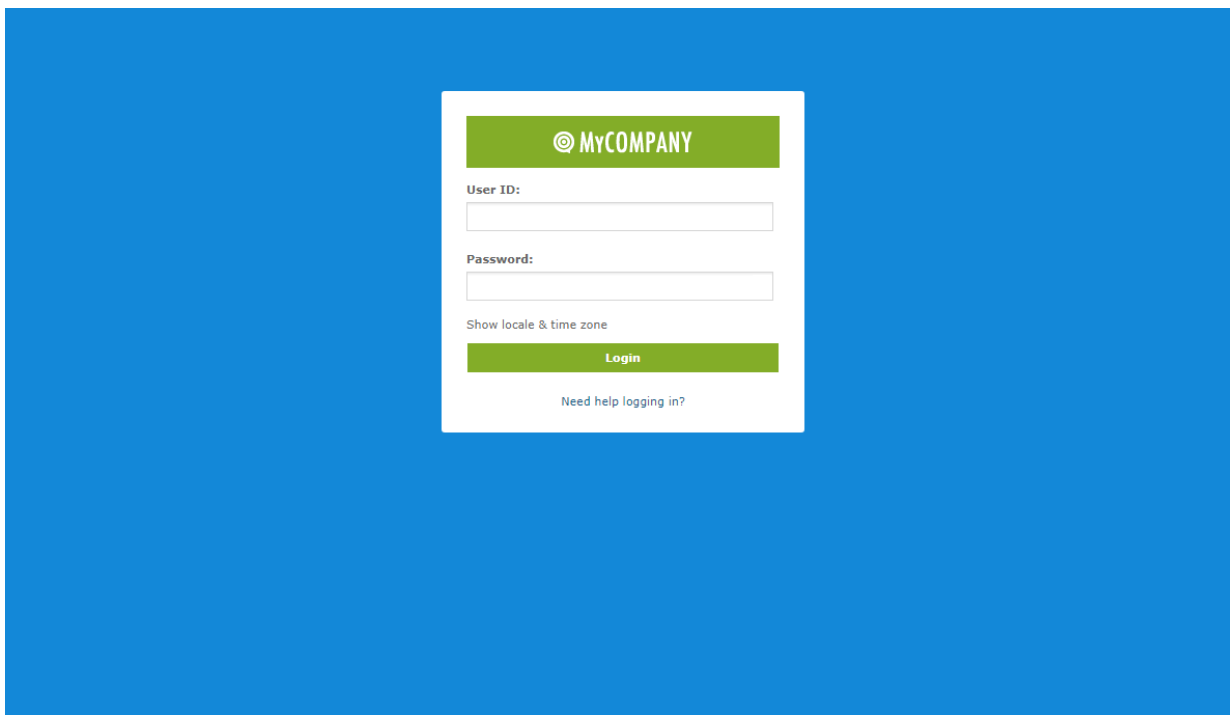 MYCOMPANY
User ID:
Password:
Show locale & time zone
Login
Need help logging in?